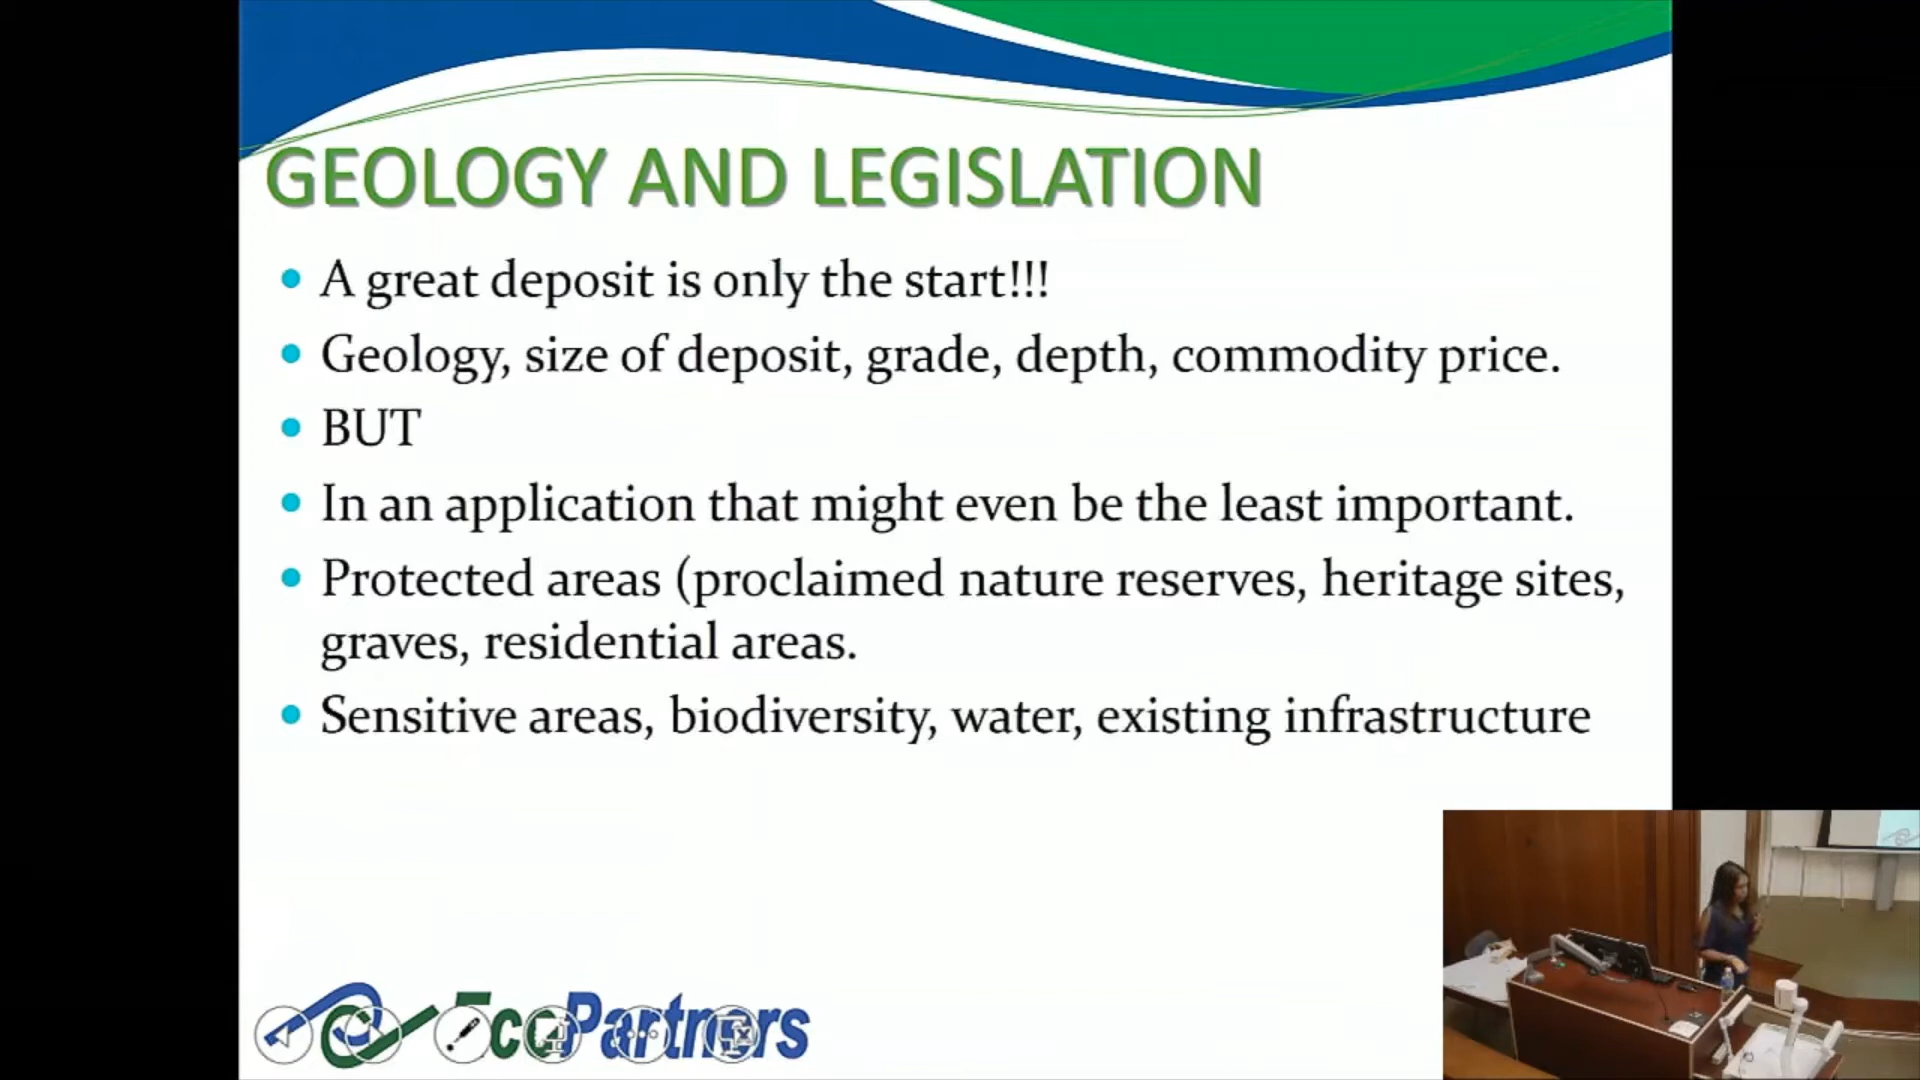 GEOLOGY AND LEGISLATION
A great deposit is only the start!!!
Geology, size of deposit, grade, depth, commodity price.
BUT
In an application that might even be the least important.
Protected areas (proclaimed nature reserves, heritage sites,
graves, residential areas.
Sensitive areas, biodiversity, water, existing infrastructure
EcoPartners